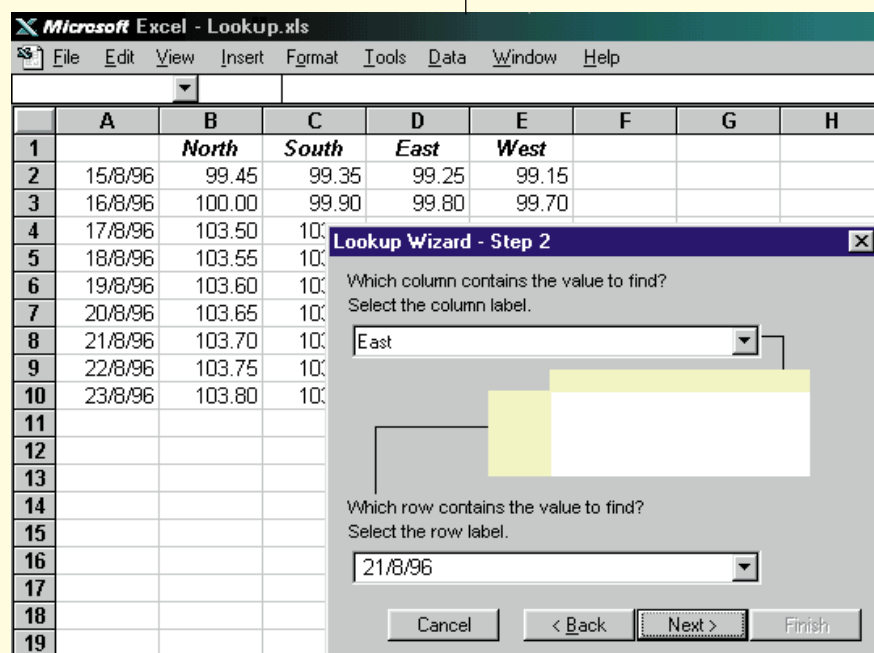 Microsoft Excel - Lookup.xls
File Edit View Insert Format Tools Data Window Help
A B C D E F G H
1 North South East West
2 15/8/96 99.45 99.35 99.25 99.15
3 16/8/96 100.00 99.90 99.80 99.70
4 17/8/96 103.50
5 18/8/96 103.55
6 19/8/96 103.60
7 20/8/96 103.65
8 21/8/96 103.70
9 22/8/96 103.75
10 23/8/96 103.80
11
12
13
14
15
16
17
18
19
Lookup Wizard - Step 2
Which column contains the value to find?
Select the column label.
East
Which row contains the value to find?
Select the row label.
21/8/96
Cancel < Back Next > Finish